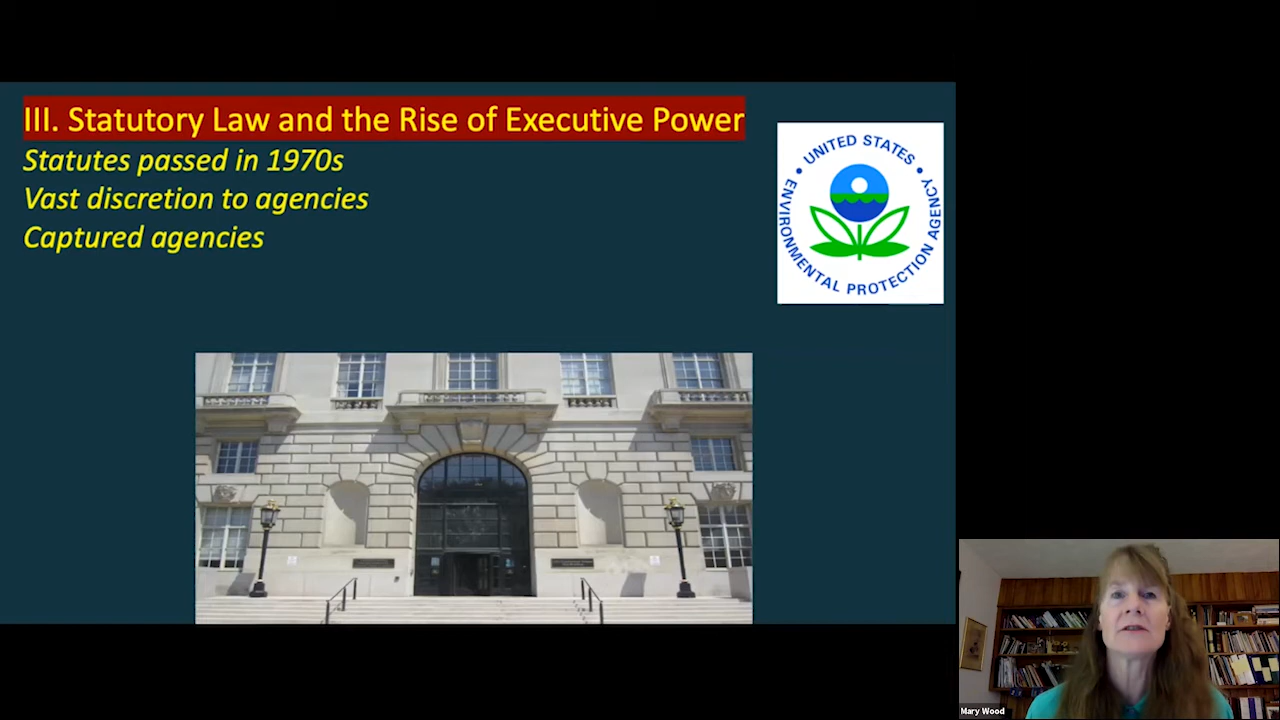 III. Statutory Law and the Rise of Executive Power
Statutes passed in 1970s
Vast discretion to agencies
Captured agencies
UNITED STATES
ENVIRONMENTAL PROTECTION AGENCY
Mary Wood